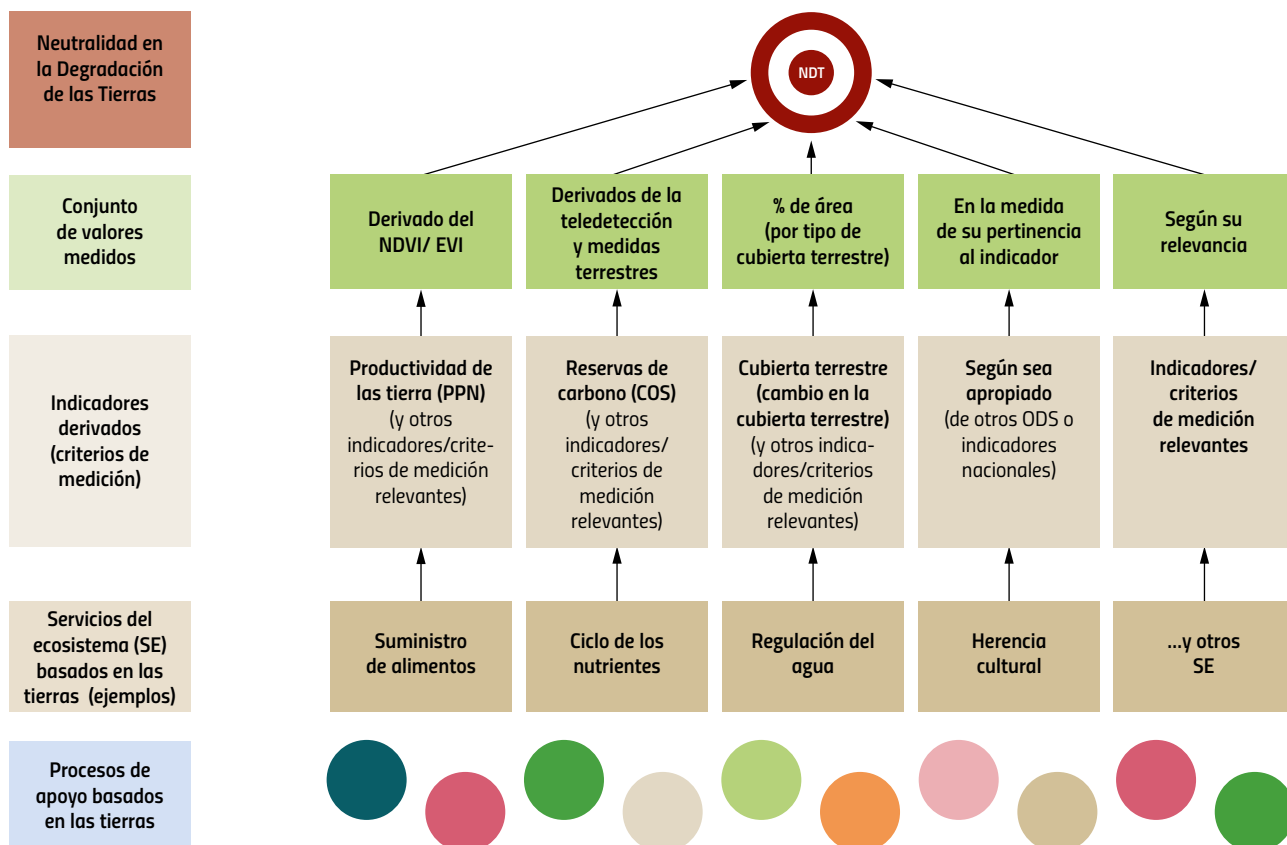 Neutralidad en
la Degradación
de las Tierras
NDT
Conjunto
de valores
medidos
Derivado del
NDVI/ EVI
Derivados de la
teledetección
y medidas
terrestres
% de área
(por tipo de
cubierta terrestre)
En la medida
de su pertinencia
al indicador
Según su
relevancia
Indicadores
derivados
(criterios de
medición)
Productividad de
las tierra (PPN)
(y otros
indicadores/crite-
rios de medición
relevantes)
Reservas de
carbono (COS)
(y otros
indicadores/
criterios de
medición
relevantes)
Cubierta terrestre
(cambio en la
cubierta terrestre)
(y otros indica-
dores/criterios
de medición
relevantes)
Según sea
apropiado
(de otros ODS o
indicadores
nacionales)
Indicadores/
criterios
de medición
relevantes
Servicios del
ecosistema (SE)
basados en las
tierras (ejemplos)
Suministro
de alimentos
Ciclo de los
nutrientes
Regulación del
agua
Herencia
cultural
...y otros
SE
Procesos de
apoyo basados
en las tierras